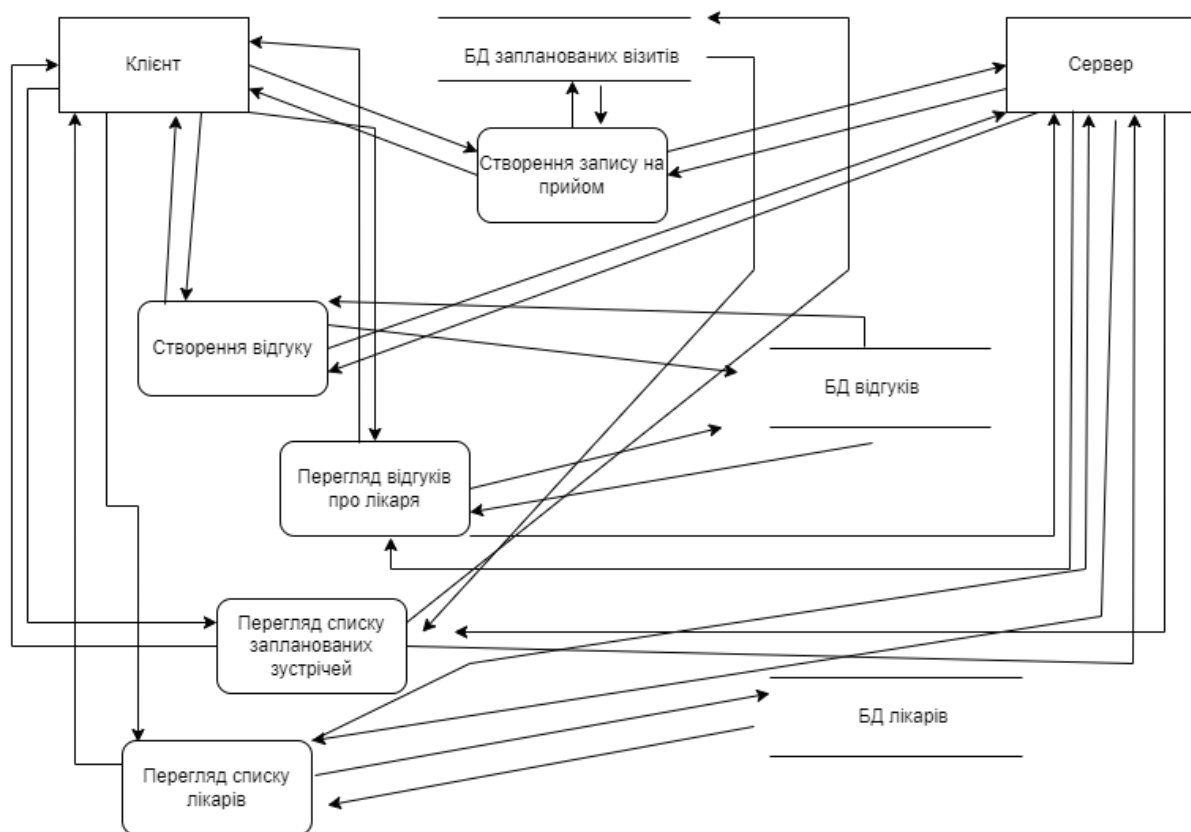 Клієнт
БД запланованих візитів
Сервер
Створення запису на
прийом
Створення відгуку
БД відгуків
Перегляд відгуків
про лікаря
Перегляд списку
запланованих
зустрічей
БД лікарів
Перегляд списку
лікарів